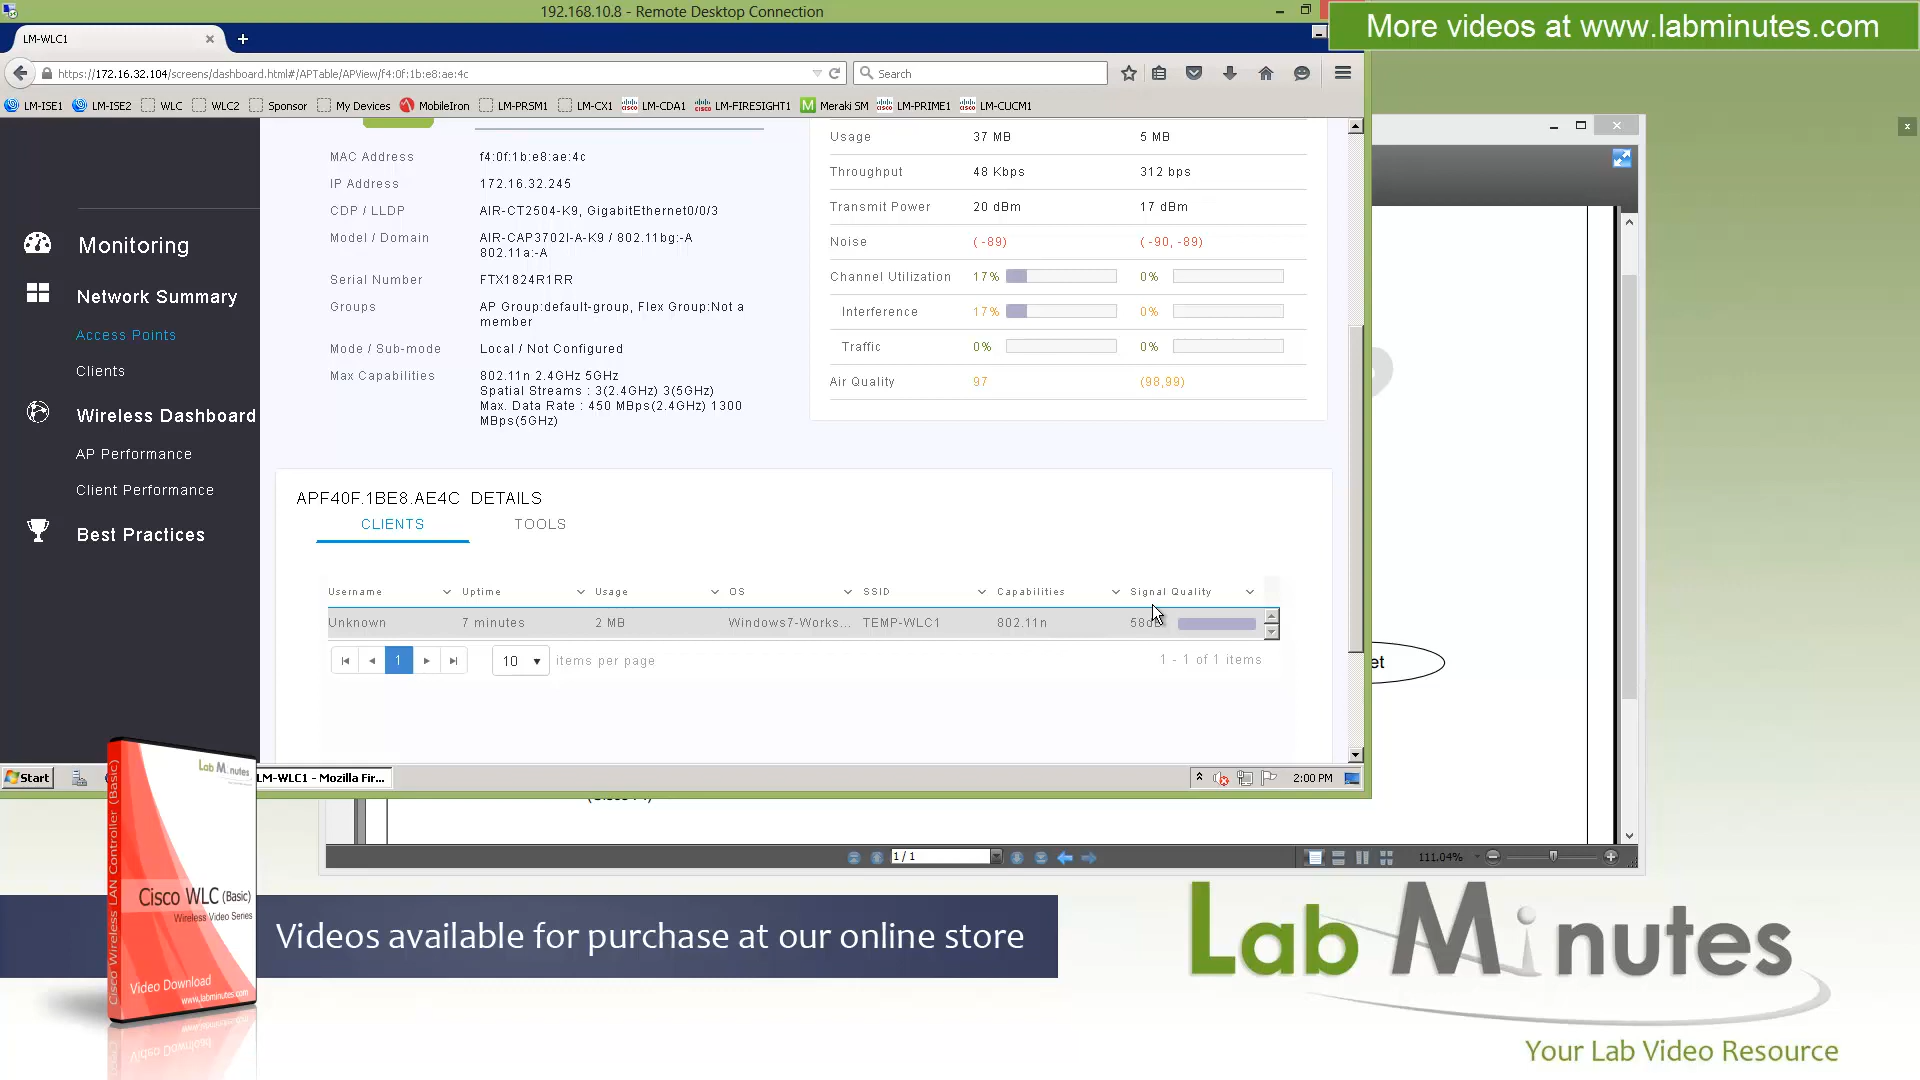 192.168.10.8 - Remote Desktop Connection
More videos at www.labminutes.com
LM-WLC1
https://172.16.32.104/screens/dashboard.html#/APTable/APView/f4:0f:1b:e8:ae:4c
Search
LM-ISE1 LM-ISE2 WLC WLC2 Sponsor My Devices MobileIron LM-PRSM1 LM-CX1 LM-CDA1 LM-FIRESIGHT1 Meraki SM LM-PRIME1 LM-CUCM1
Monitoring
Network Summary
Access Points
Clients
Wireless Dashboard
AP Performance
Client Performance
Best Practices
MAC Address f4:0f:1b:e8:ae:4c
IP Address 172.16.32.245
CDP / LLDP AIR-CT2504-K9, GigabitEthernet0/0/3
Model / Domain AIR-CAP3702I-A-K9 / 802.11bg:-A
802.11a:-A
Serial Number FTX1824R1RR
Groups AP Group:default-group, Flex Group:Not a
member
Mode / Sub-mode Local / Not Configured
Max Capabilities 802.11n 2.4GHz 5GHz
Spatial Streams : 3(2.4GHz) 3(5GHz)
Max. Data Rate : 450 MBps(2.4GHz) 1300
MBps(5GHz)
Usage 37 MB 5 MB
Throughput 48 Kbps 312 bps
Transmit Power 20 dBm 17 dBm
Noise ( -89) ( -90, -89)
Channel Utilization 17% 0%
Interference 17% 0%
Traffic 0% 0%
Air Quality 97 (98,99)
APF40F.1BE8.AE4C DETAILS
CLIENTS TOOLS
Username Uptime Usage OS SSID Capabilities Signal Quality
Unknown 7 minutes 2 MB Windows7-Works... TEMP-WLC1 802.11n
1 10 items per page 1 - 1 of 1 items
Start LM-WLC1 - Mozilla Fir... 2:00 PM
et
1 / 1 111.04%
Lab Minutes
Cisco WLC (Basic)
Wireless Video Series
Video Download
www.labminutes.com
Cisco Wireless LAN Controller (Basic)
Videos available for purchase at our online store
Lab Minutes
Your Lab Video Resource